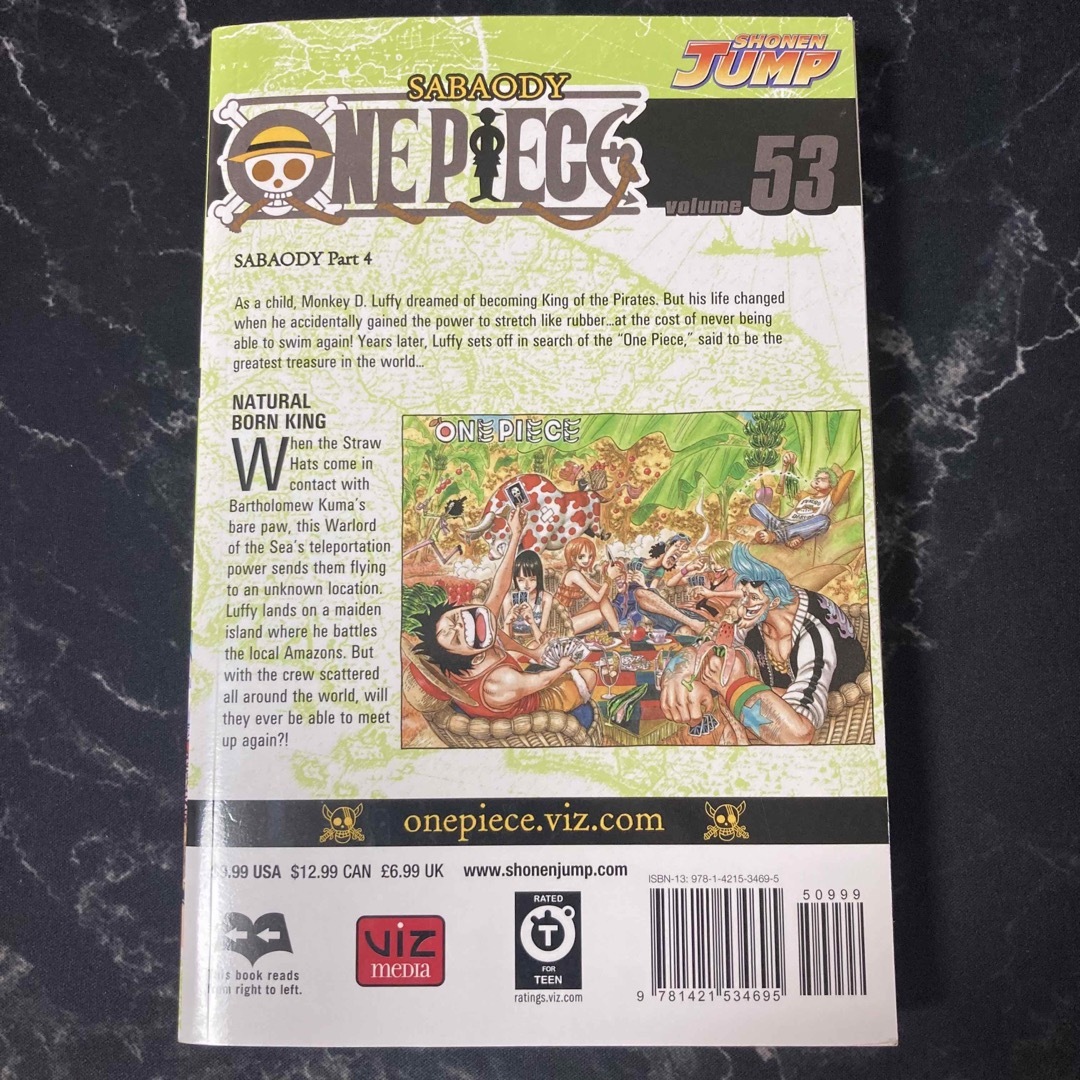 SHONEN
JUMP
SABAODY
ONE PIECE
volume 53
SABAODY Part 4
As a child, Monkey D. Luffy dreamed of becoming King of the Pirates. But his life changed
when he accidentally gained the power to stretch like rubber...at the cost of never being
able to swim again! Years later, Luffy sets off in search of the "One Piece," said to be the
greatest treasure in the world...
NATURAL
BORN KING
When the Straw
Hats come in
contact with
Bartholomew Kuma's
bare paw, this Warlord
of the Sea's teleportation
power sends them flying
to an unknown location.
Luffy lands on a maiden
island where he battles
the local Amazons. But
with the crew scattered
all around the world, will
they ever be able to meet
up again?!
ONE PIECE
onepiece.viz.com
$9.99 USA $12.99 CAN £6.99 UK www.shonenjump.com
ISBN-13: 978-1-4215-3469-5
50999
This book reads
from right to left.
VIZ
MEDIA
RATED
T
FOR
TEEN
ratings.viz.com
9 781421 534695